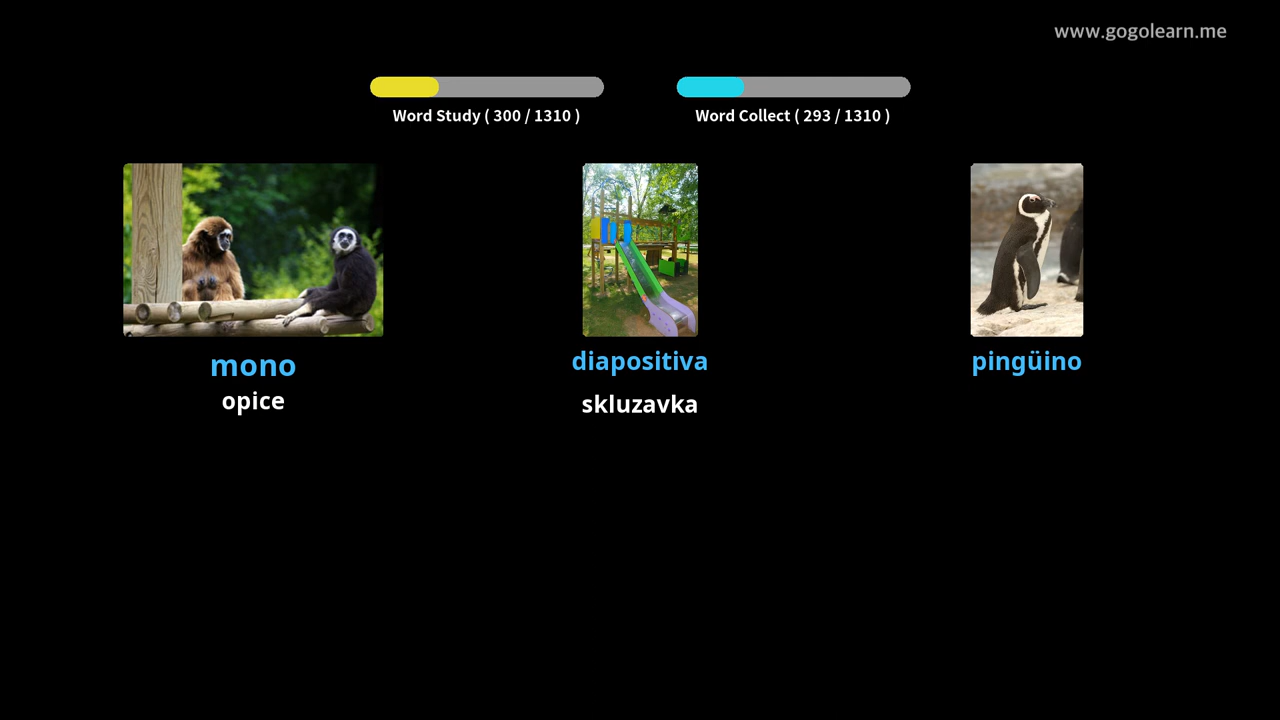 www.gogolearn.me
Word Study ( 300 / 1310 )
Word Collect ( 293 / 1310 )
mono
opice
diapositiva
skluzavka
pingüino